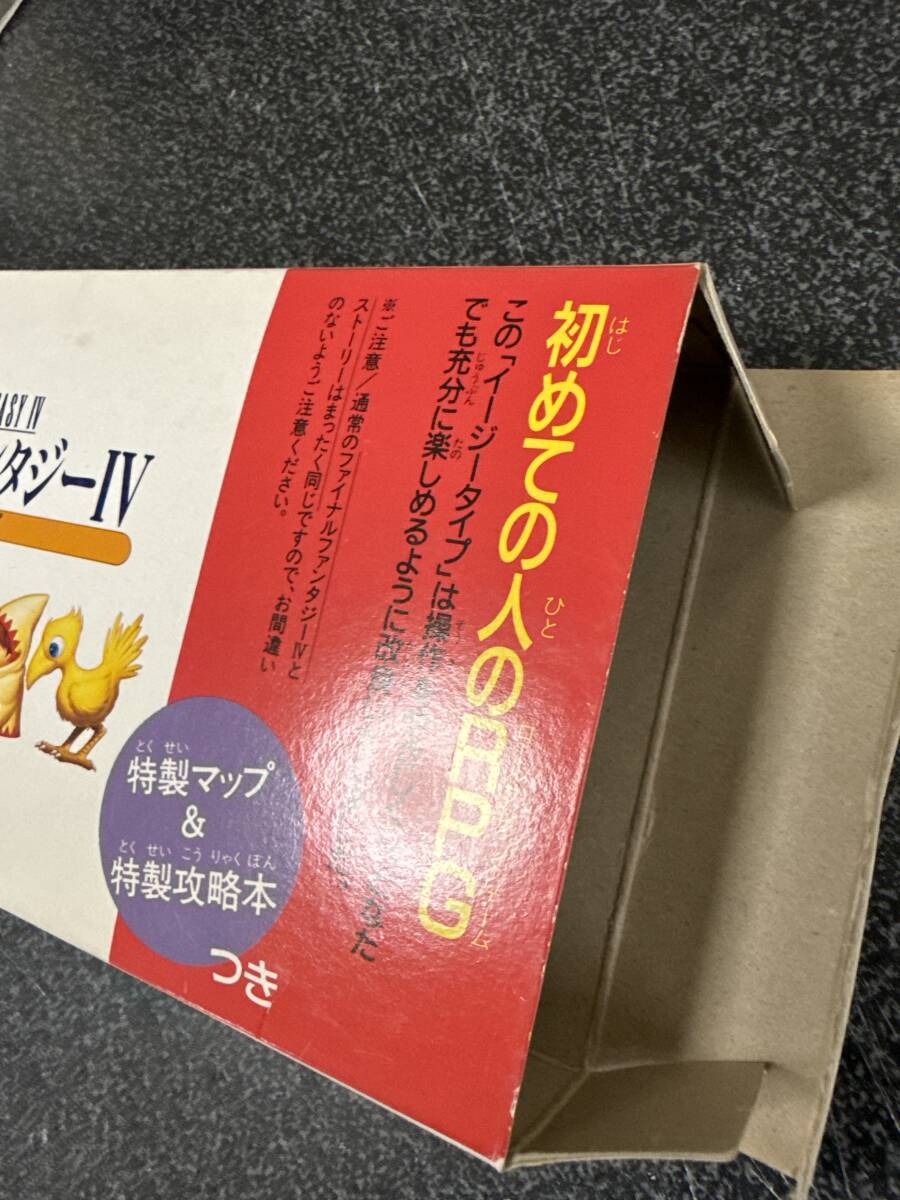 初めての人のRPG
この「イージータイプ」は操作
でも充分に楽しめるように改
なた
※ご注意/通常のファイナルファンタジーIVと
ストーリーはまったく同じですので、お間違い
のないようご注意ください。
ASY IV
タジーIV
特製マップ
&
特製攻略本
つき